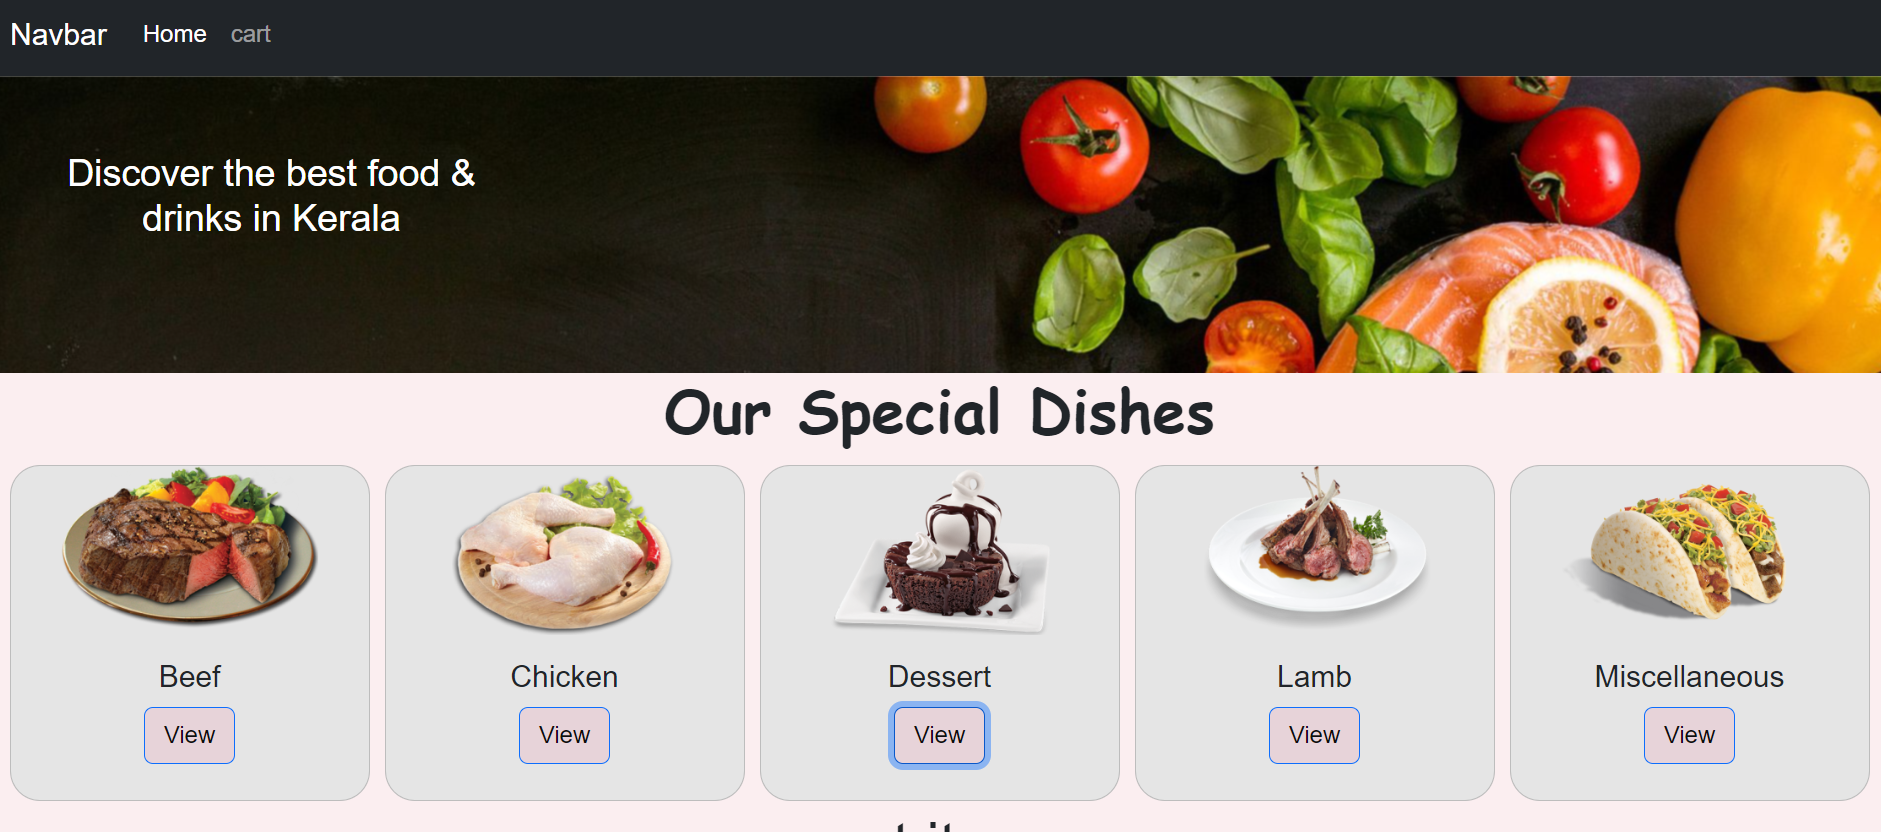 Navbar Home cart
Discover the best food &
drinks in Kerala
Our Special Dishes
Beef
View
Chicken
View
Dessert
View
Lamb
View
Miscellaneous
View